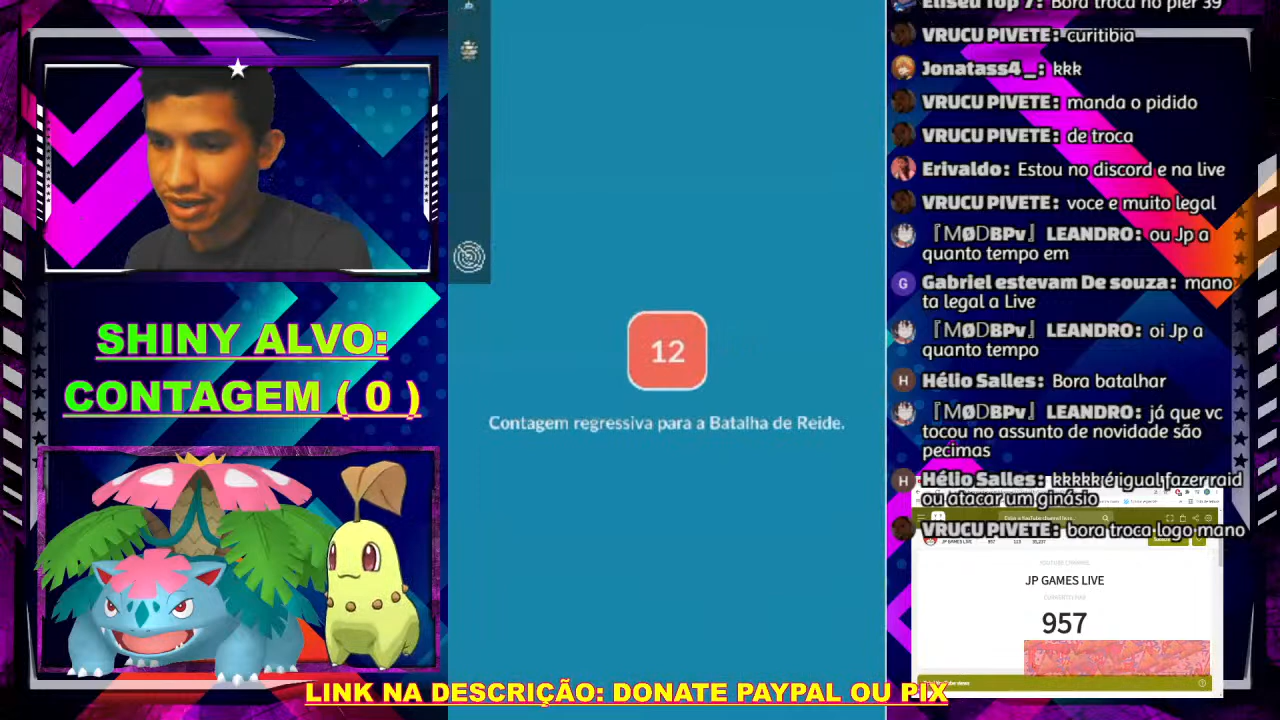 Eliseu Top 7: Bora troca no pier 39
VRUCU PIVETE: curitibia
Jonatass4_: kkk
VRUCU PIVETE: manda o pidido
VRUCU PIVETE: de troca
Erivaldo: Estou no discord e na live
VRUCU PIVETE: voce e muito legal
『MØDBPv』 LEANDRO: ou Jp a
quanto tempo em
G
Gabriel estevam De souza: mano
ta legal a Live
『MØDBPv』 LEANDRO: oi Jp a
quanto tempo
H
Hélio Salles: Bora batalhar
『MØDBPv』 LEANDRO: já que vc
tocou no assunto de novidade são
pecimas
H
Hélio Salles: kkkkk é igual fazer raid
ou atacar um ginásio
VRUCU PIVETE: bora troca logo mano
SHINY ALVO:
CONTAGEM ( 0 )
12
Contagem regressiva para a Batalha de Reide.
JP GAMES LIVE
YOUTUBE CHANNEL
JP GAMES LIVE
957
LINK NA DESCRIÇÃO: DONATE PAYPAL OU PIX